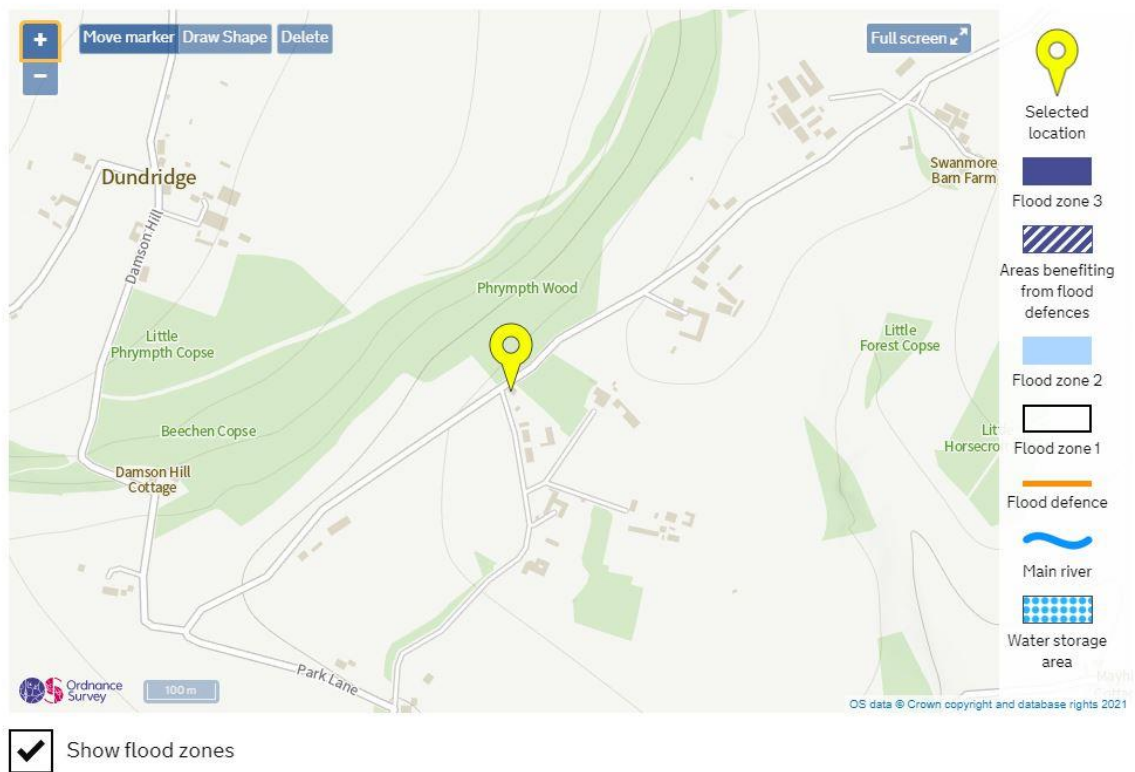 +
−
Move marker
Draw Shape
Delete
Full screen
Selected
location
Flood zone 3
Areas benefiting
from flood
defences
Flood zone 2
Flood zone 1
Flood defence
Main river
Water storage
area
Dundridge
Damson Hill
Swanmore
Barn Farm
Phrympth Wood
Little
Phrympth Copse
Little
Forest Copse
Beechen Copse
Horsecro
Damson Hill
Cottage
Park Lane
Ordnance
Survey
100 m
OS data © Crown copyright and database rights 2021
Show flood zones